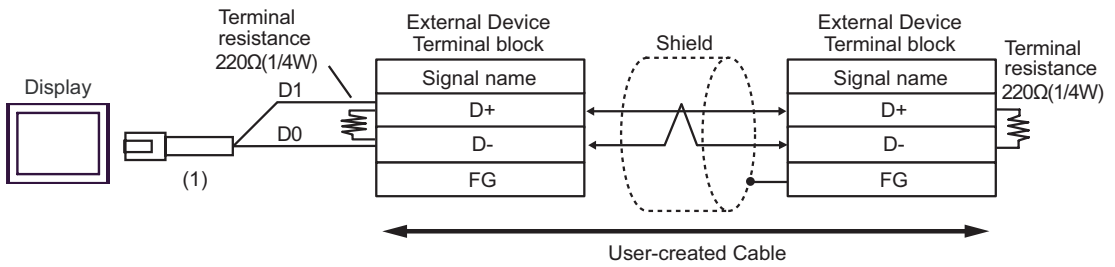 Display
(1)
Terminal
resistance
220Ω(1/4W)
D1
D0
External Device
Terminal block
Signal name
D+
D-
FG
Shield
External Device
Terminal block
Signal name
D+
D-
FG
Terminal
resistance
220Ω(1/4W)
User-created Cable